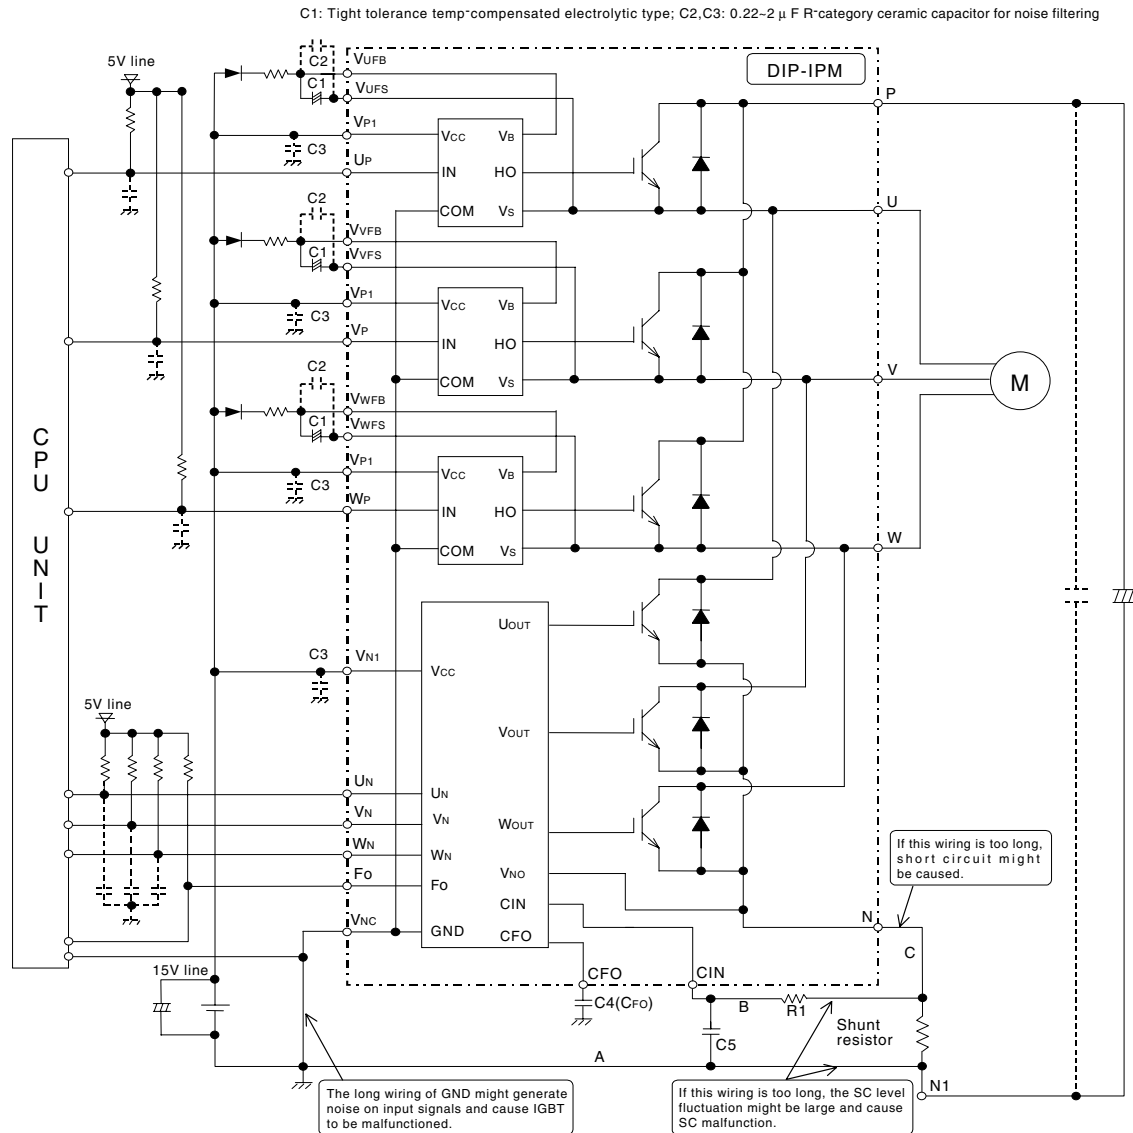 C1: Tight tolerance temp-compensated electrolytic type; C2,C3: 0.22~2 μ F R-category ceramic capacitor for noise filtering
5V line
C2
C1
VUFB
VUFS
DIP-IPM
P
VP1
C3
UP
VCC
VB
IN
HO
COM
VS
U
C2
C1
VVFB
VVFS
VP1
C3
VP
VCC
VB
IN
HO
COM
VS
V
M
C2
C1
VWFB
VWFS
VP1
C3
WP
VCC
VB
IN
HO
COM
VS
W
CPU UNIT
C3
VN1
VCC
UOUT
VOUT
WOUT
5V line
UN
VN
WN
FO
VNC
UN
VN
WN
Fo
GND
VNO
CIN
CFO
If this wiring is too long,
short circuit might
be caused.
N
C
15V line
CFO
CIN
C4(CFO)
B
R1
C5
Shunt
resistor
A
N1
The long wiring of GND might generate
noise on input signals and cause IGBT
to be malfunctioned.
If this wiring is too long, the SC level
fluctuation might be large and cause
SC malfunction.